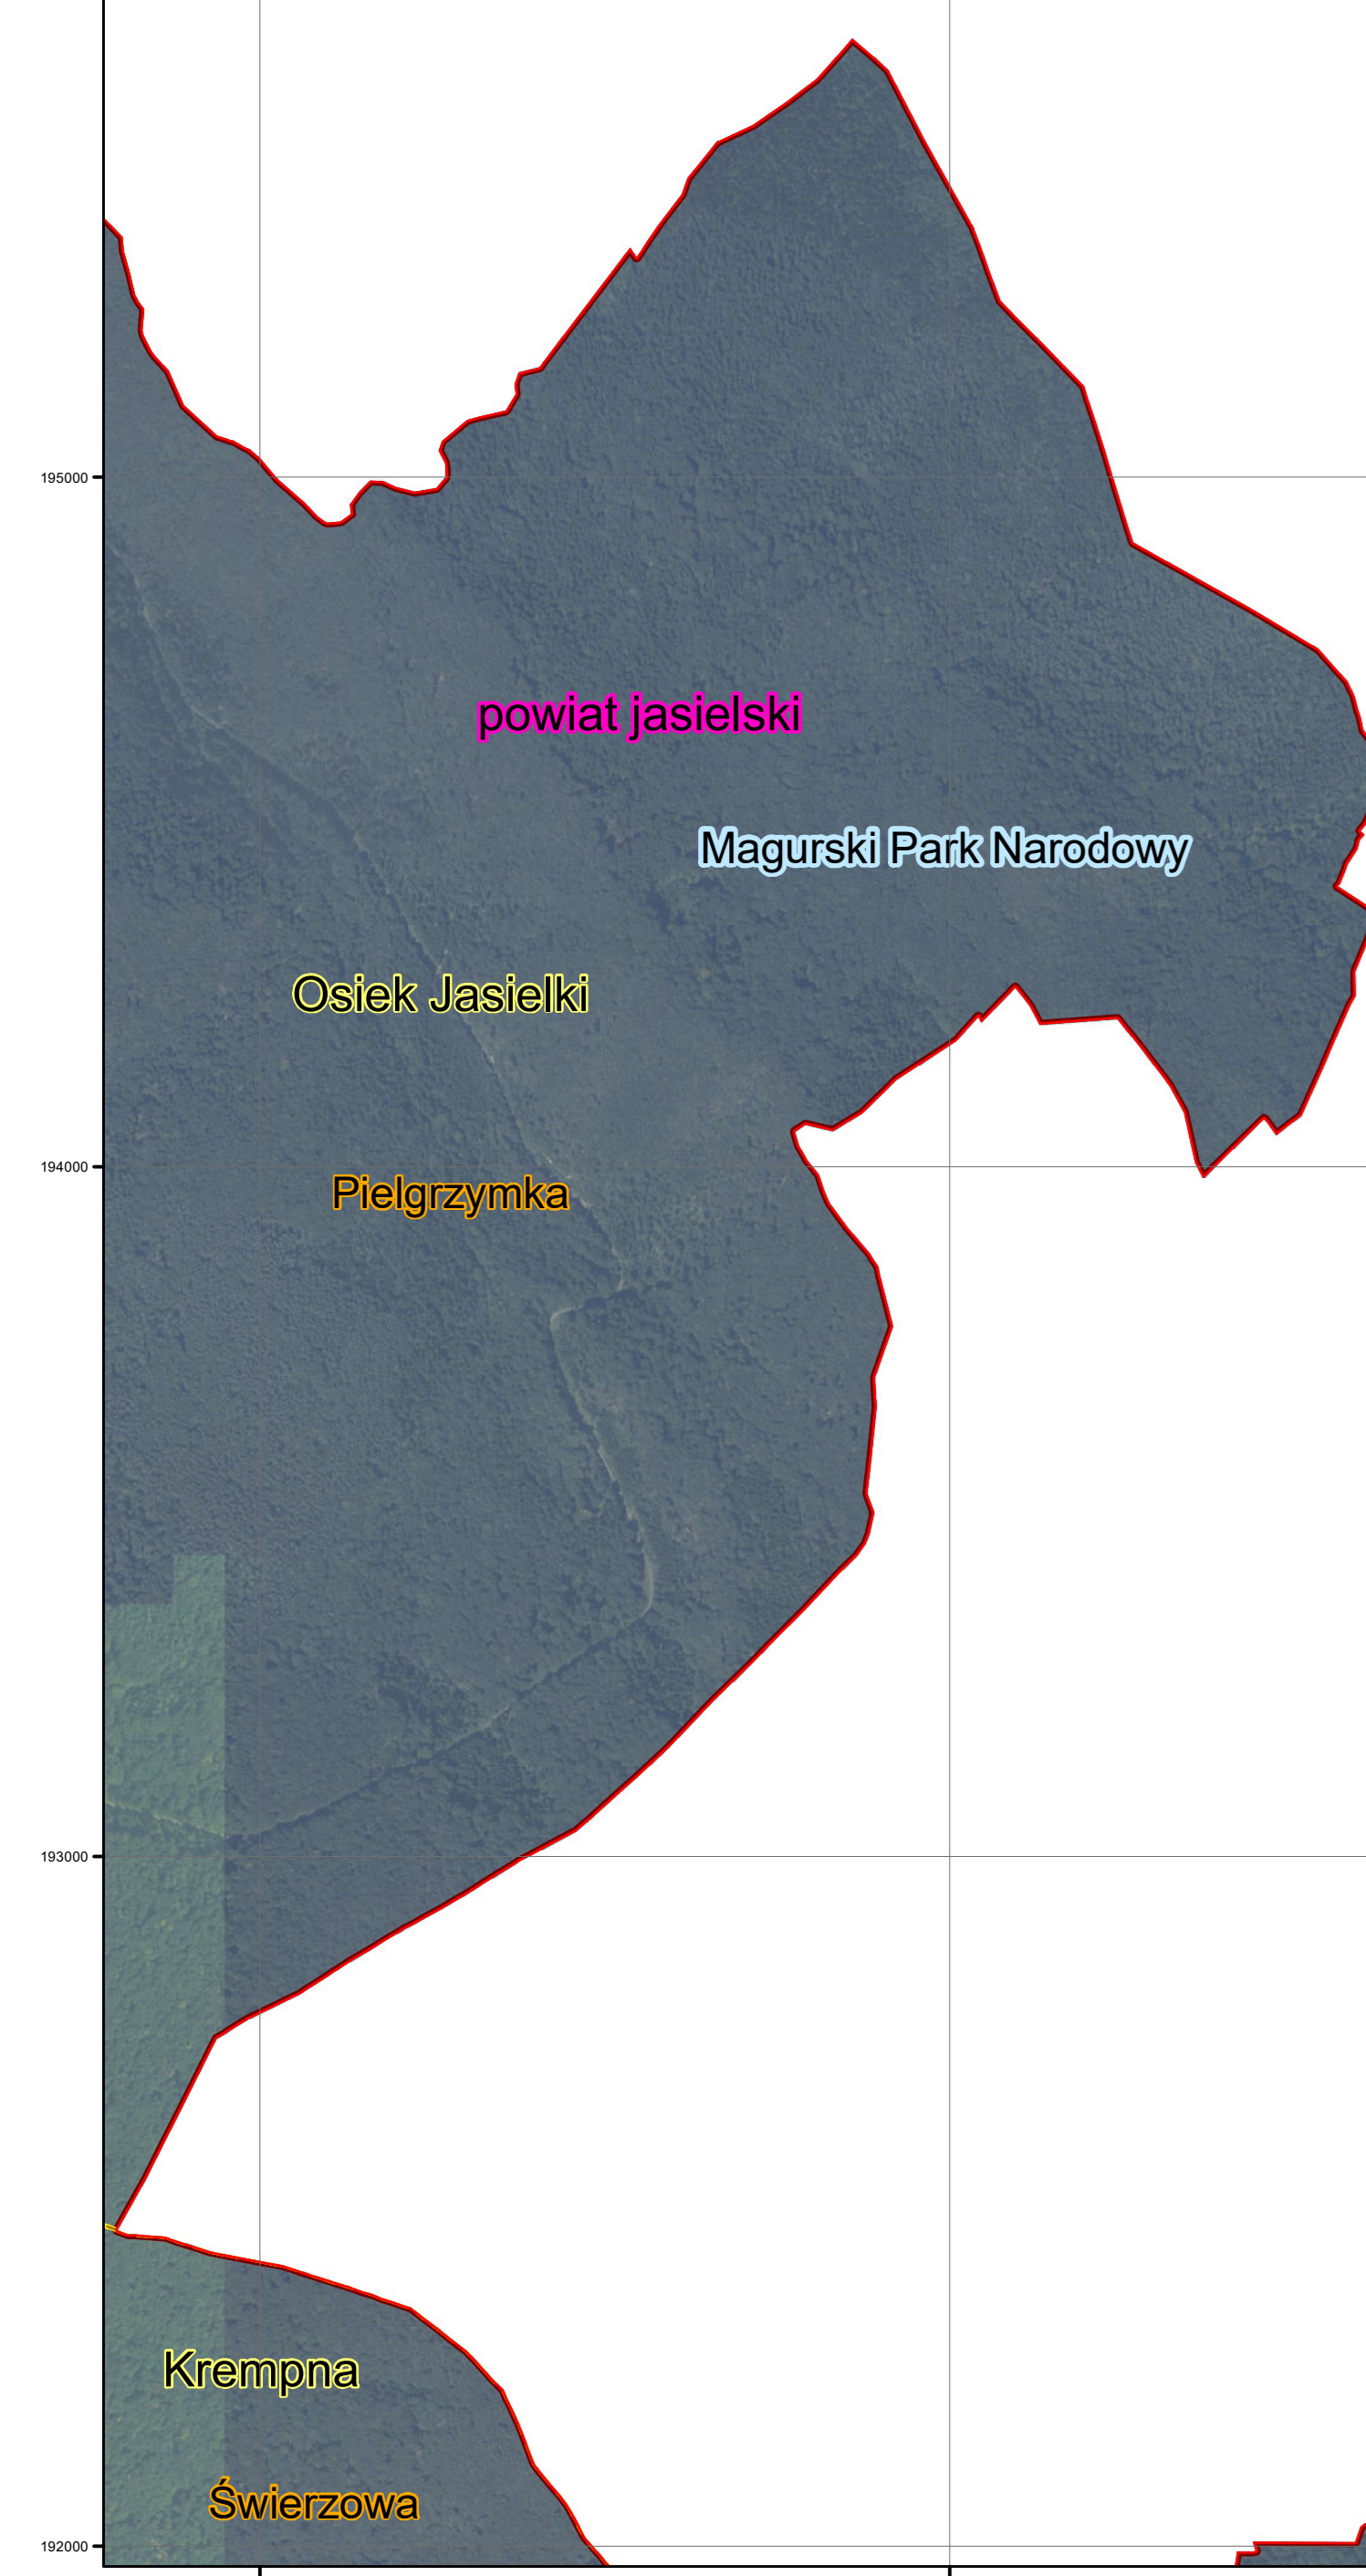 195000
powiat jasielski
Magurski Park Narodowy
Osiek Jasielki
194000
Pielgrzymka
193000
Krempna
Świerzowa
192000